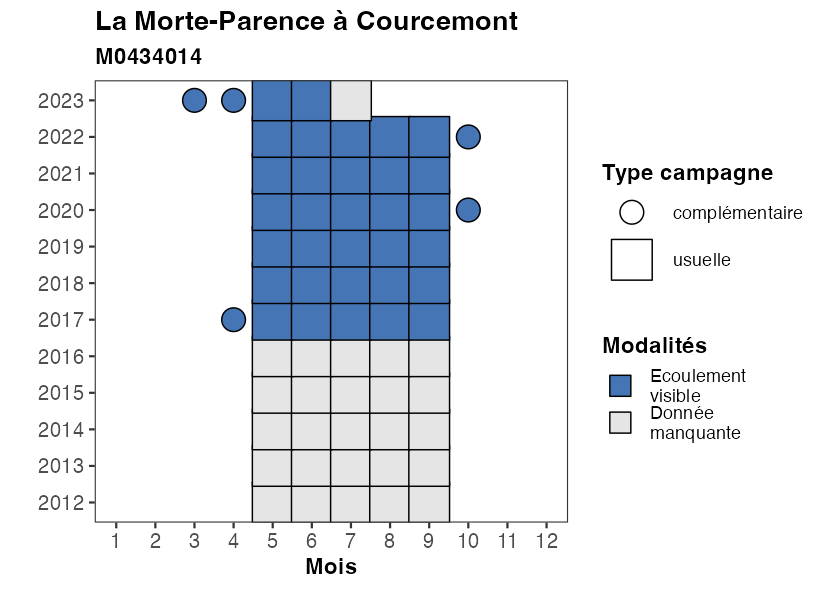 La Morte-Parence à Courcemont
M0434014
2023
2022
2021
2020
2019
2018
2017
2016
2015
2014
2013
2012
1 2 3 4 5 6 7 8 9 10 11 12
Mois
Type campagne
complémentaire
usuelle
Modalités
Ecoulement
visible
Donnée
manquante